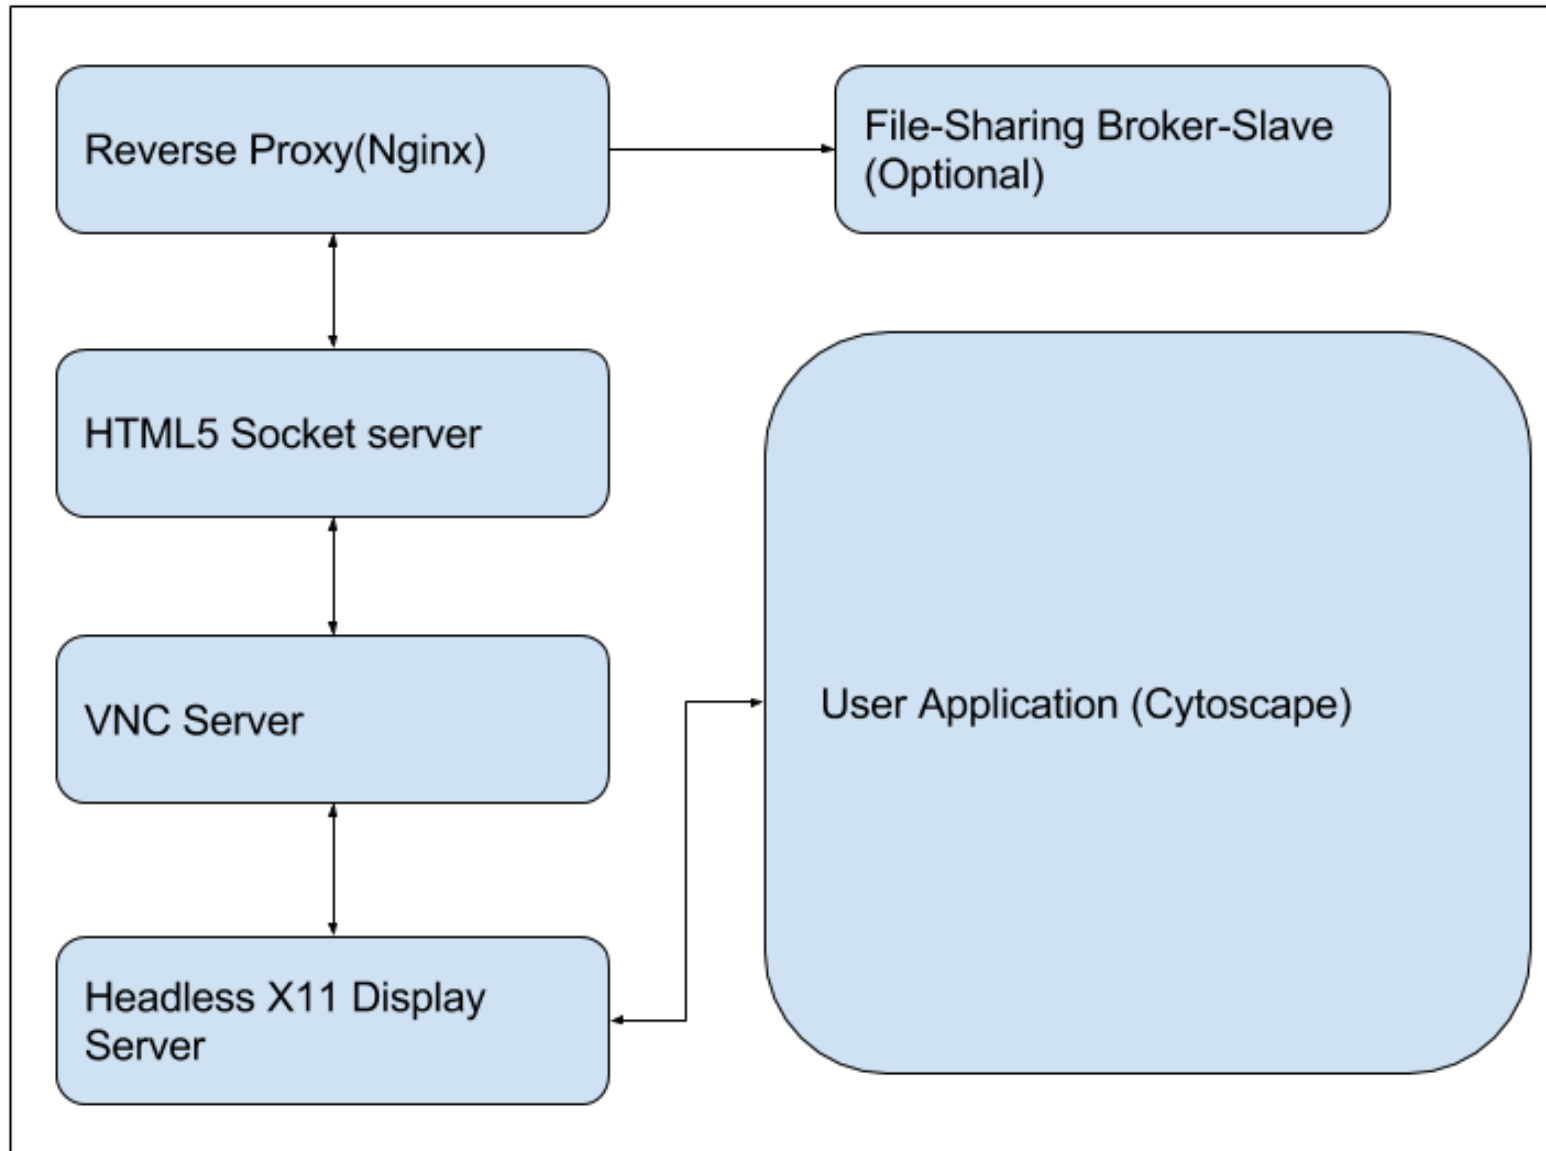 Reverse Proxy(Nginx)
File-Sharing Broker-Slave
(Optional)
HTML5 Socket server
VNC Server
User Application (Cytoscape)
Headless X11 Display
Server